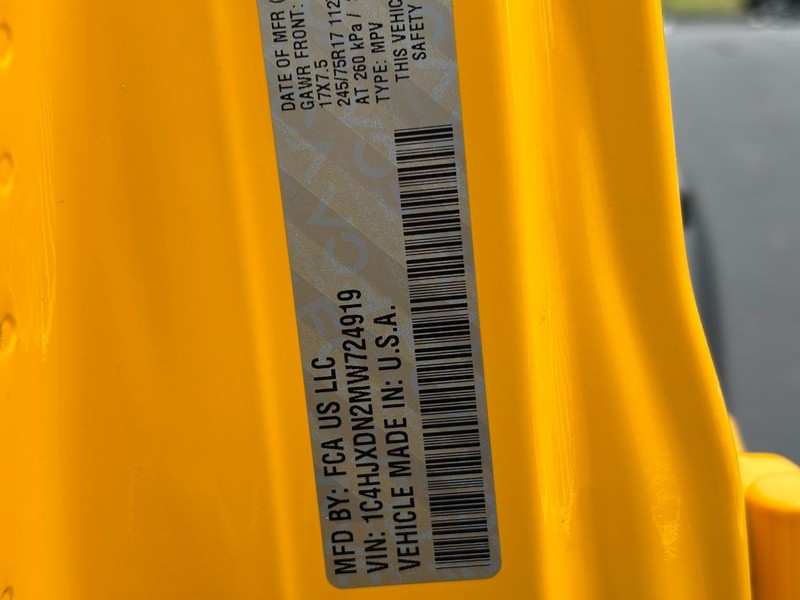 MFD BY: FCA US LLC
VIN: 1C4HJXDN2MW724919
VEHICLE MADE IN: U.S.A.
DATE OF MFR
GAWR FRONT:
17X7.5
245/75R17 112
AT 260 kPa /
TYPE: MPV
THIS VEHIC
SAFETY